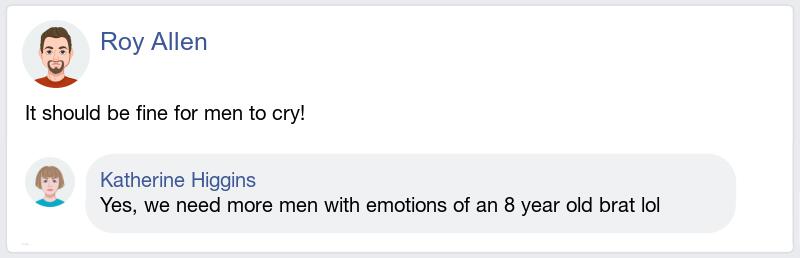 Roy Allen
It should be fine for men to cry!
Katherine Higgins
Yes, we need more men with emotions of an 8 year old brat lol